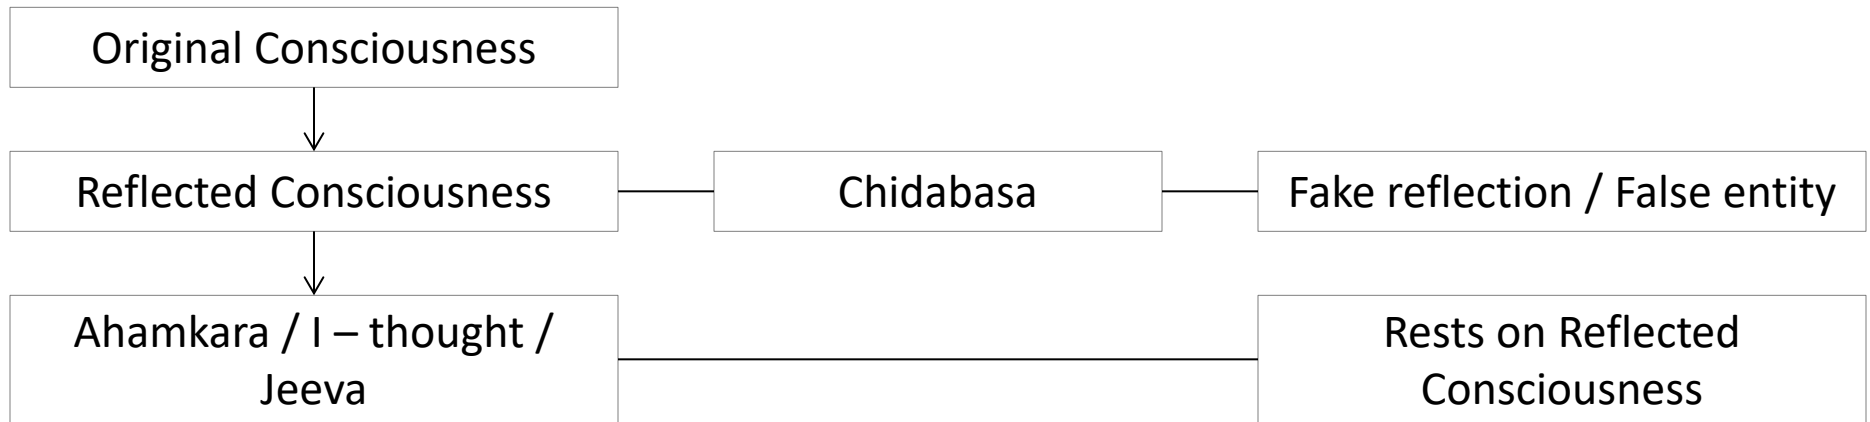 Original Consciousness
Reflected Consciousness
Chidabasa
Fake reflection / False entity
Ahamkara / I – thought /
Jeeva
Rests on Reflected
Consciousness